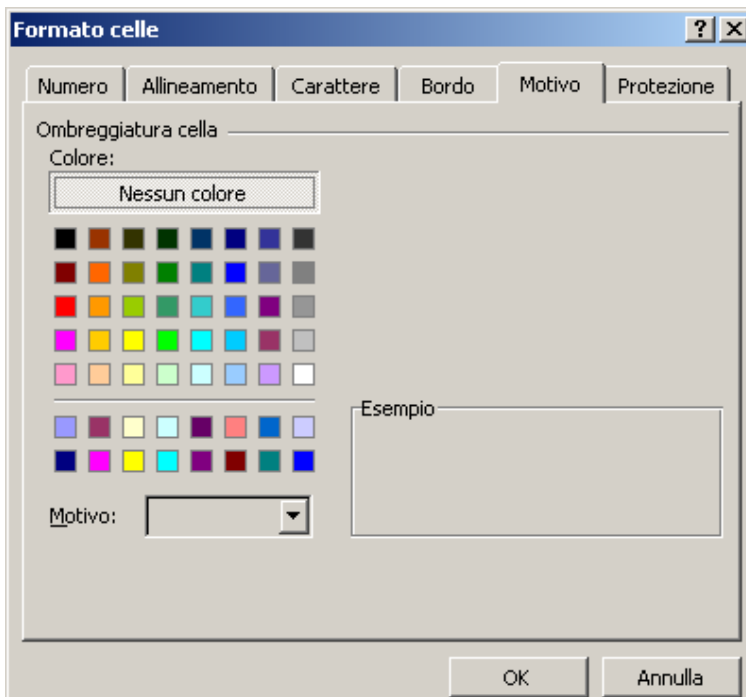 Formato celle
Numero Allineamento Carattere Bordo Motivo Protezione
Ombreggiatura cella
Colore:
Nessun colore
Esempio
Motivo:
OK Annulla